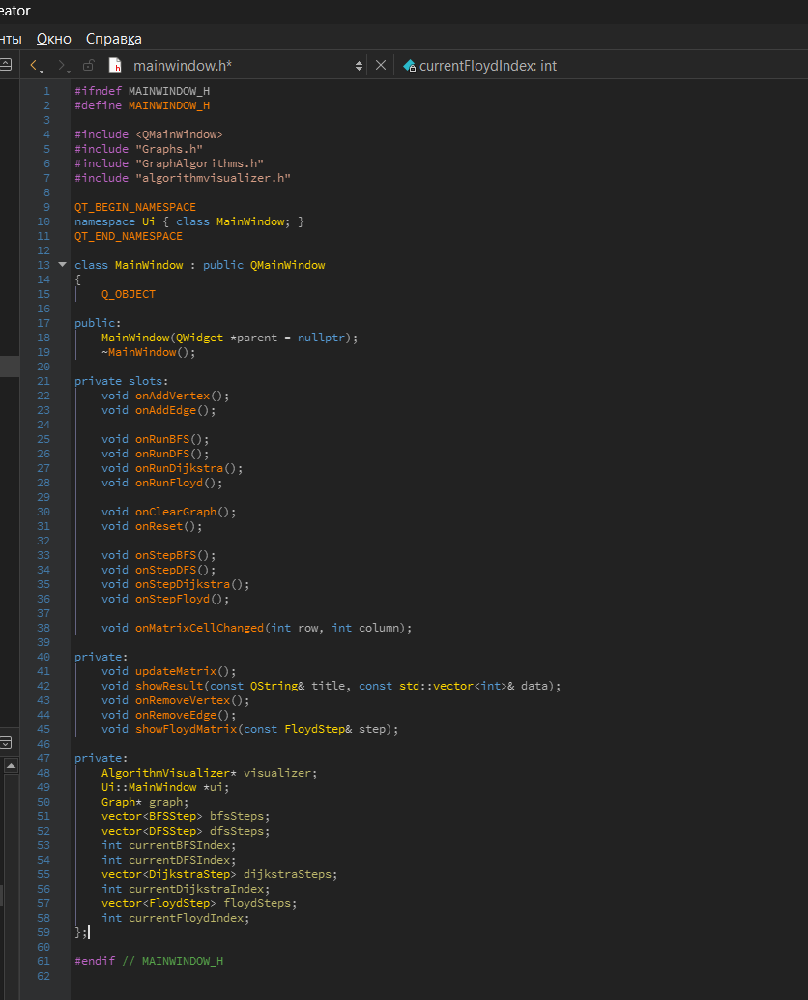 eator
нты Окно Справка
mainwindow.h* currentFloydIndex: int
1 #ifndef MAINWINDOW_H
2 #define MAINWINDOW_H
3
4 #include <QMainWindow>
5 #include "Graphs.h"
6 #include "GraphAlgorithms.h"
7 #include "algorithmvisualizer.h"
8
9 QT_BEGIN_NAMESPACE
10 namespace Ui { class MainWindow; }
11 QT_END_NAMESPACE
12
13 class MainWindow : public QMainWindow
14 {
15     Q_OBJECT
16
17 public:
18     MainWindow(QWidget *parent = nullptr);
19     ~MainWindow();
20
21 private slots:
22     void onAddVertex();
23     void onAddEdge();
24
25     void onRunBFS();
26     void onRunDFS();
27     void onRunDijkstra();
28     void onRunFloyd();
29
30     void onClearGraph();
31     void onReset();
32
33     void onStepBFS();
34     void onStepDFS();
35     void onStepDijkstra();
36     void onStepFloyd();
37
38     void onMatrixCellChanged(int row, int column);
39
40 private:
41     void updateMatrix();
42     void showResult(const QString& title, const std::vector<int>& data);
43     void onRemoveVertex();
44     void onRemoveEdge();
45     void showFloydMatrix(const FloydStep& step);
46
47 private:
48     AlgorithmVisualizer* visualizer;
49     Ui::MainWindow *ui;
50     Graph* graph;
51     vector<BFSStep> bfsSteps;
52     vector<DFSStep> dfsSteps;
53     int currentBFSIndex;
54     int currentDFSIndex;
55     vector<DijkstraStep> dijkstraSteps;
56     int currentDijkstraIndex;
57     vector<FloydStep> floydSteps;
58     int currentFloydIndex;
59 };
60
61 #endif // MAINWINDOW_H
62